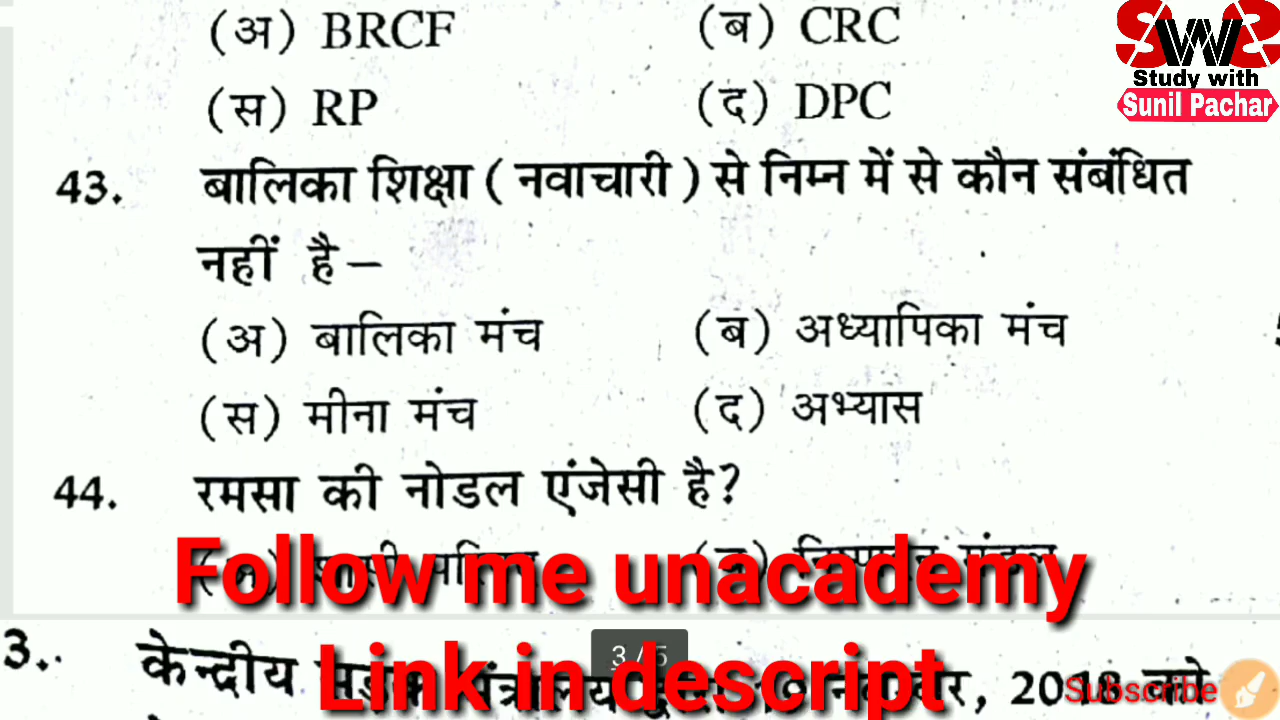 (अ) BRCF (ब) CRC
(स) RP (द) DPC
43. बालिका शिक्षा ( नवाचारी ) से निम्न में से कौन संबंधित
नहीं है –
(अ) बालिका मंच (ब) अध्यापिका मंच
(स) मीना मंच (द) अभ्यास
44. रमसा की नोडल एंजेसी है?
Follow me unacademy
3. केन्द्रीय
Link in descript
3 / 5
, 2018
Subscribe
SWS
Study with
Sunil Pachar